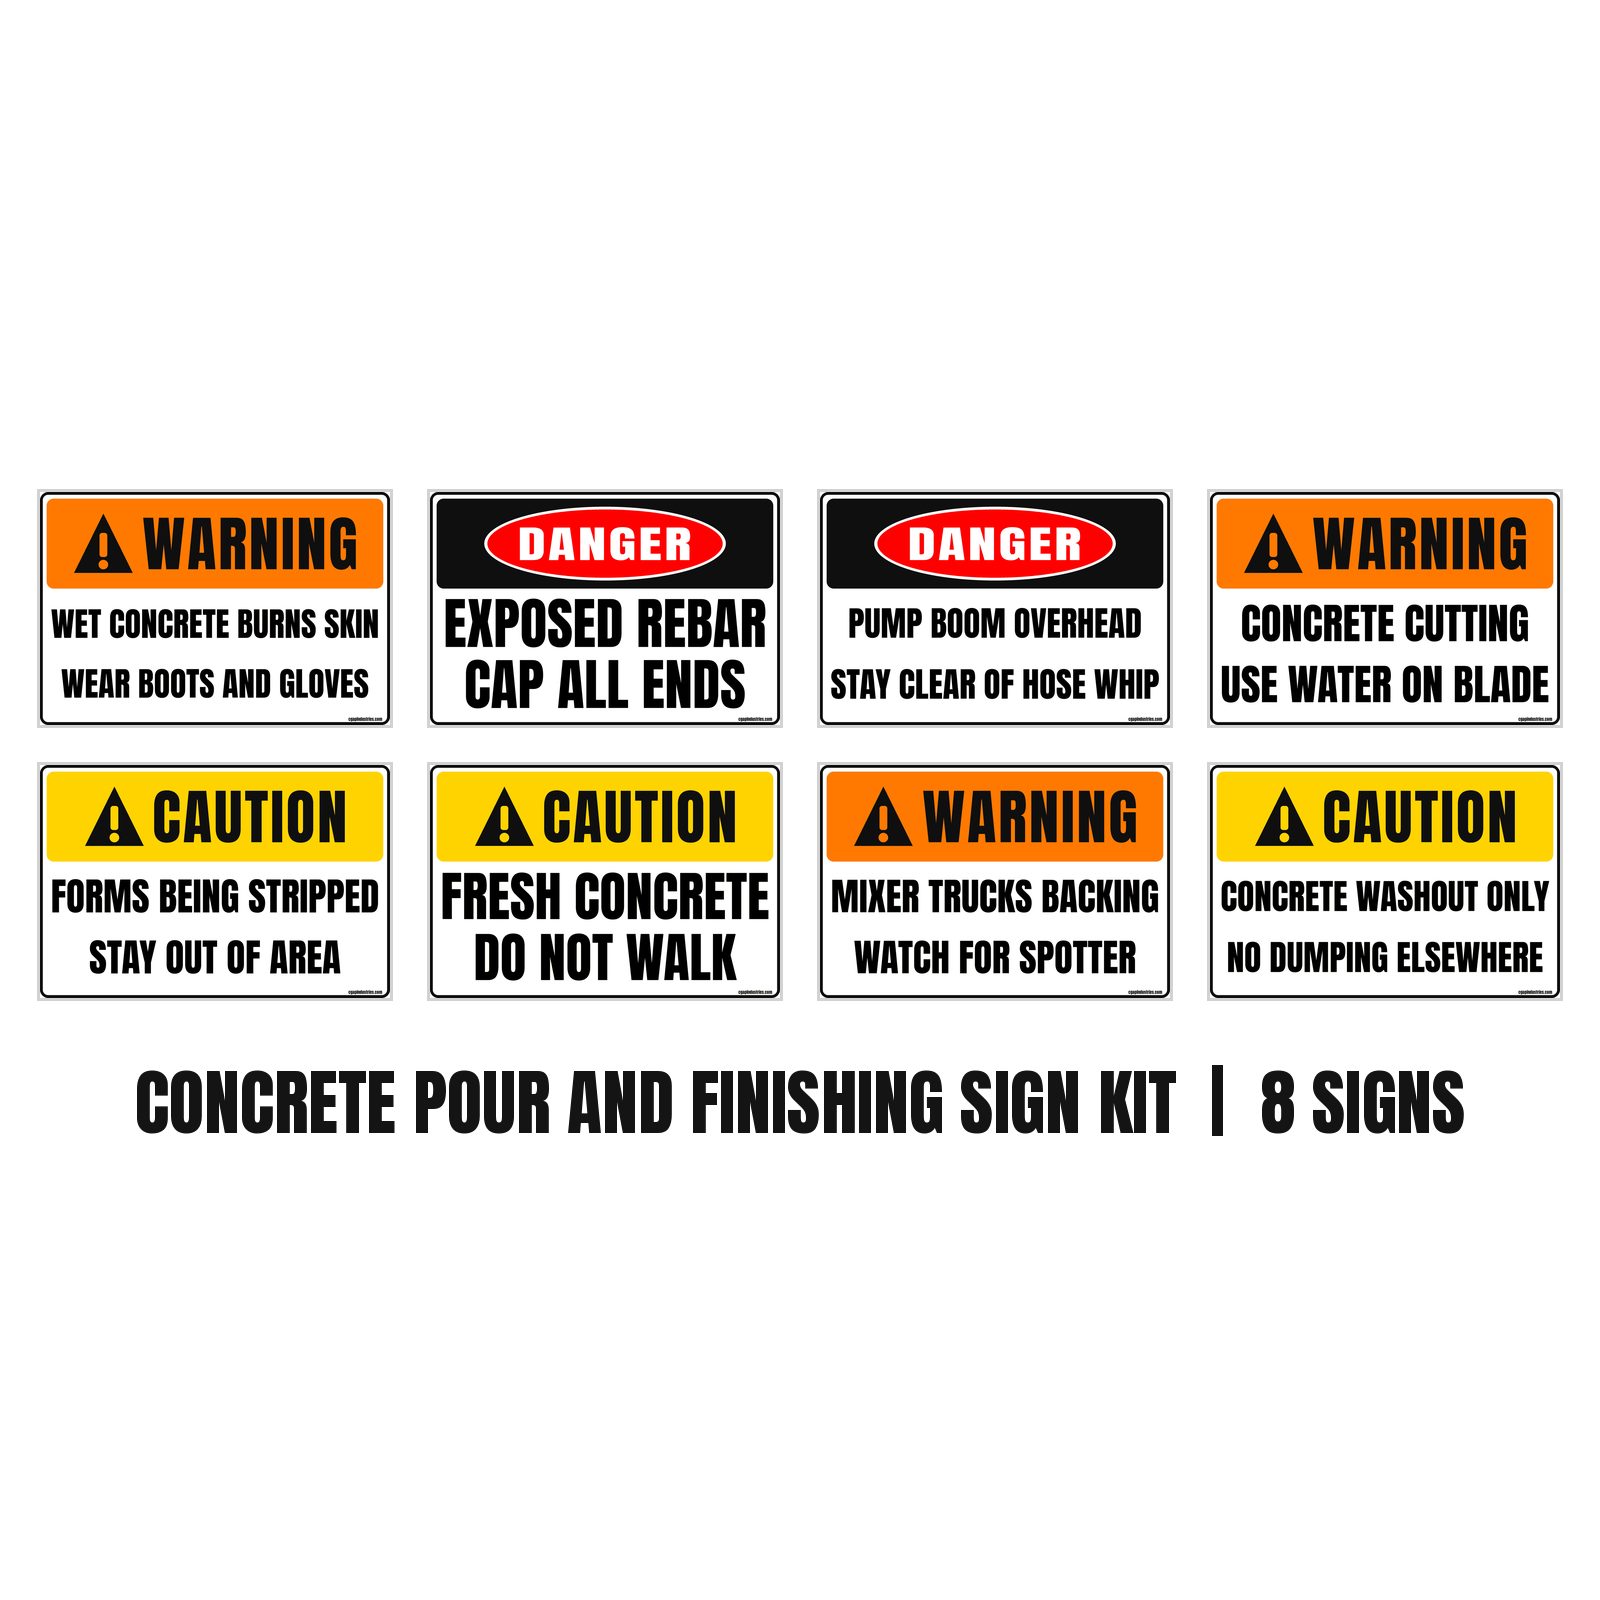 WARNING
WET CONCRETE BURNS SKIN
WEAR BOOTS AND GLOVES
cgaphindustries.com
DANGER
EXPOSED REBAR
CAP ALL ENDS
DANGER
PUMP BOOM OVERHEAD
STAY CLEAR OF HOSE WHIP
WARNING
CONCRETE CUTTING
USE WATER ON BLADE
CAUTION
FORMS BEING STRIPPED
STAY OUT OF AREA
CAUTION
FRESH CONCRETE
DO NOT WALK
WARNING
MIXER TRUCKS BACKING
WATCH FOR SPOTTER
CAUTION
CONCRETE WASHOUT ONLY
NO DUMPING ELSEWHERE
CONCRETE POUR AND FINISHING SIGN KIT | 8 SIGNS